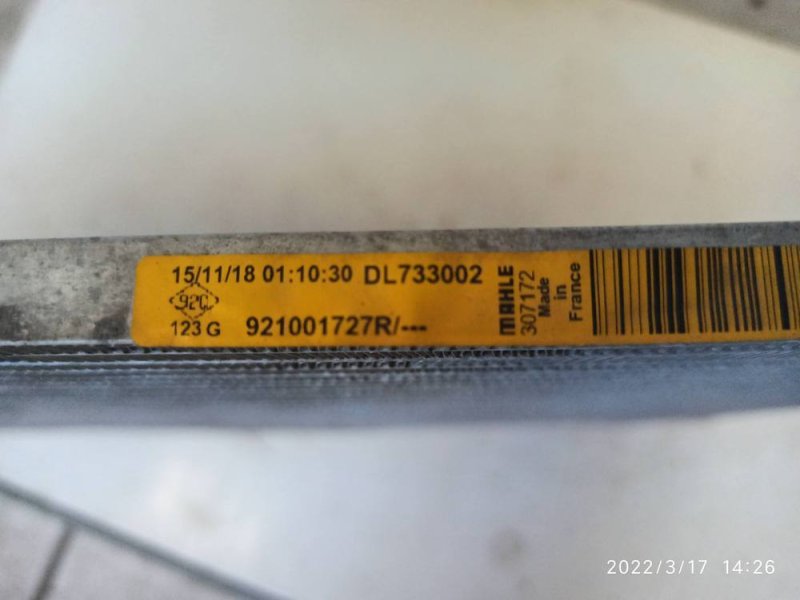 15/11/18 01:10:30 DL733002
92C
123 G 921001727R/---
MAHLE
307172
Made
in
France
2022/3/17 14:26